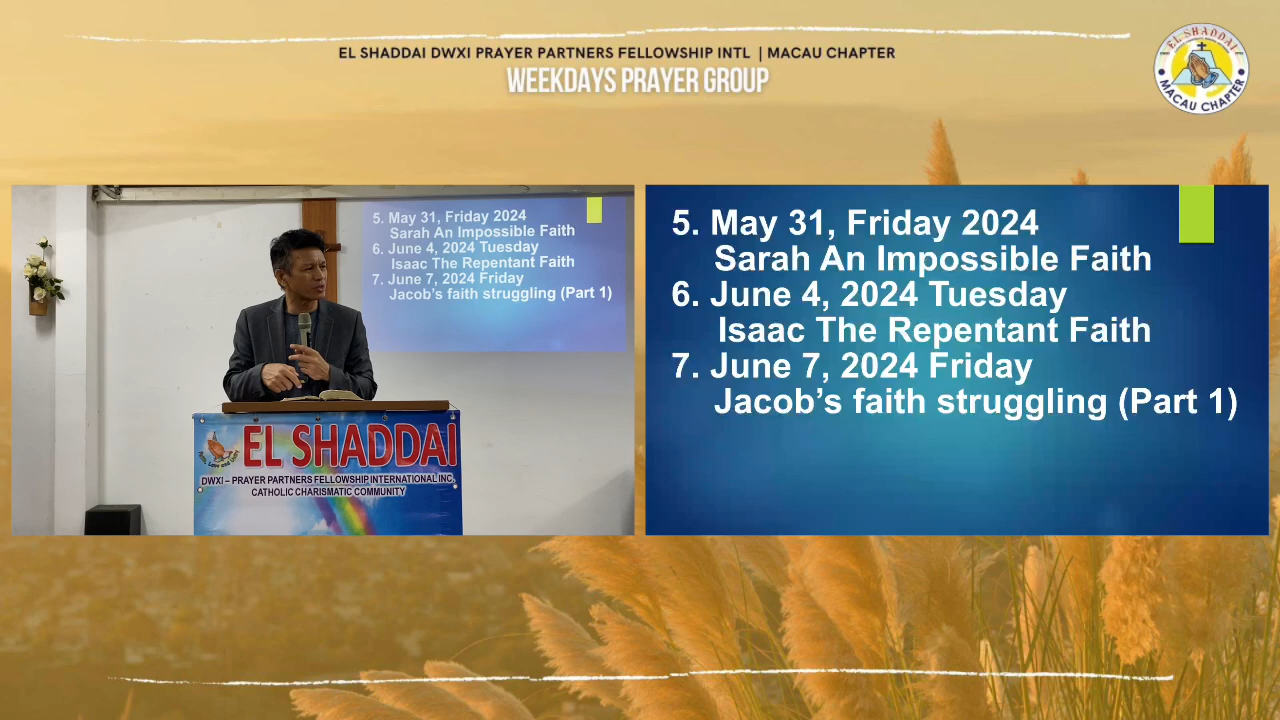 EL SHADDAI DWXI PRAYER PARTNERS FELLOWSHIP INTL | MACAU CHAPTER
WEEKDAYS PRAYER GROUP
EL SHADDAI
MACAU CHAPTER
5. May 31, Friday 2024
Sarah An Impossible Faith
6. June 4, 2024 Tuesday
Isaac The Repentant Faith
7. June 7, 2024 Friday
Jacob's faith struggling (Part 1)
EL SHADDAI
DWXI – PRAYER PARTNERS FELLOWSHIP INTERNATIONAL INC.
CATHOLIC CHARISMATIC COMMUNITY
5. May 31, Friday 2024
Sarah An Impossible Faith
6. June 4, 2024 Tuesday
Isaac The Repentant Faith
7. June 7, 2024 Friday
Jacob’s faith struggling (Part 1)